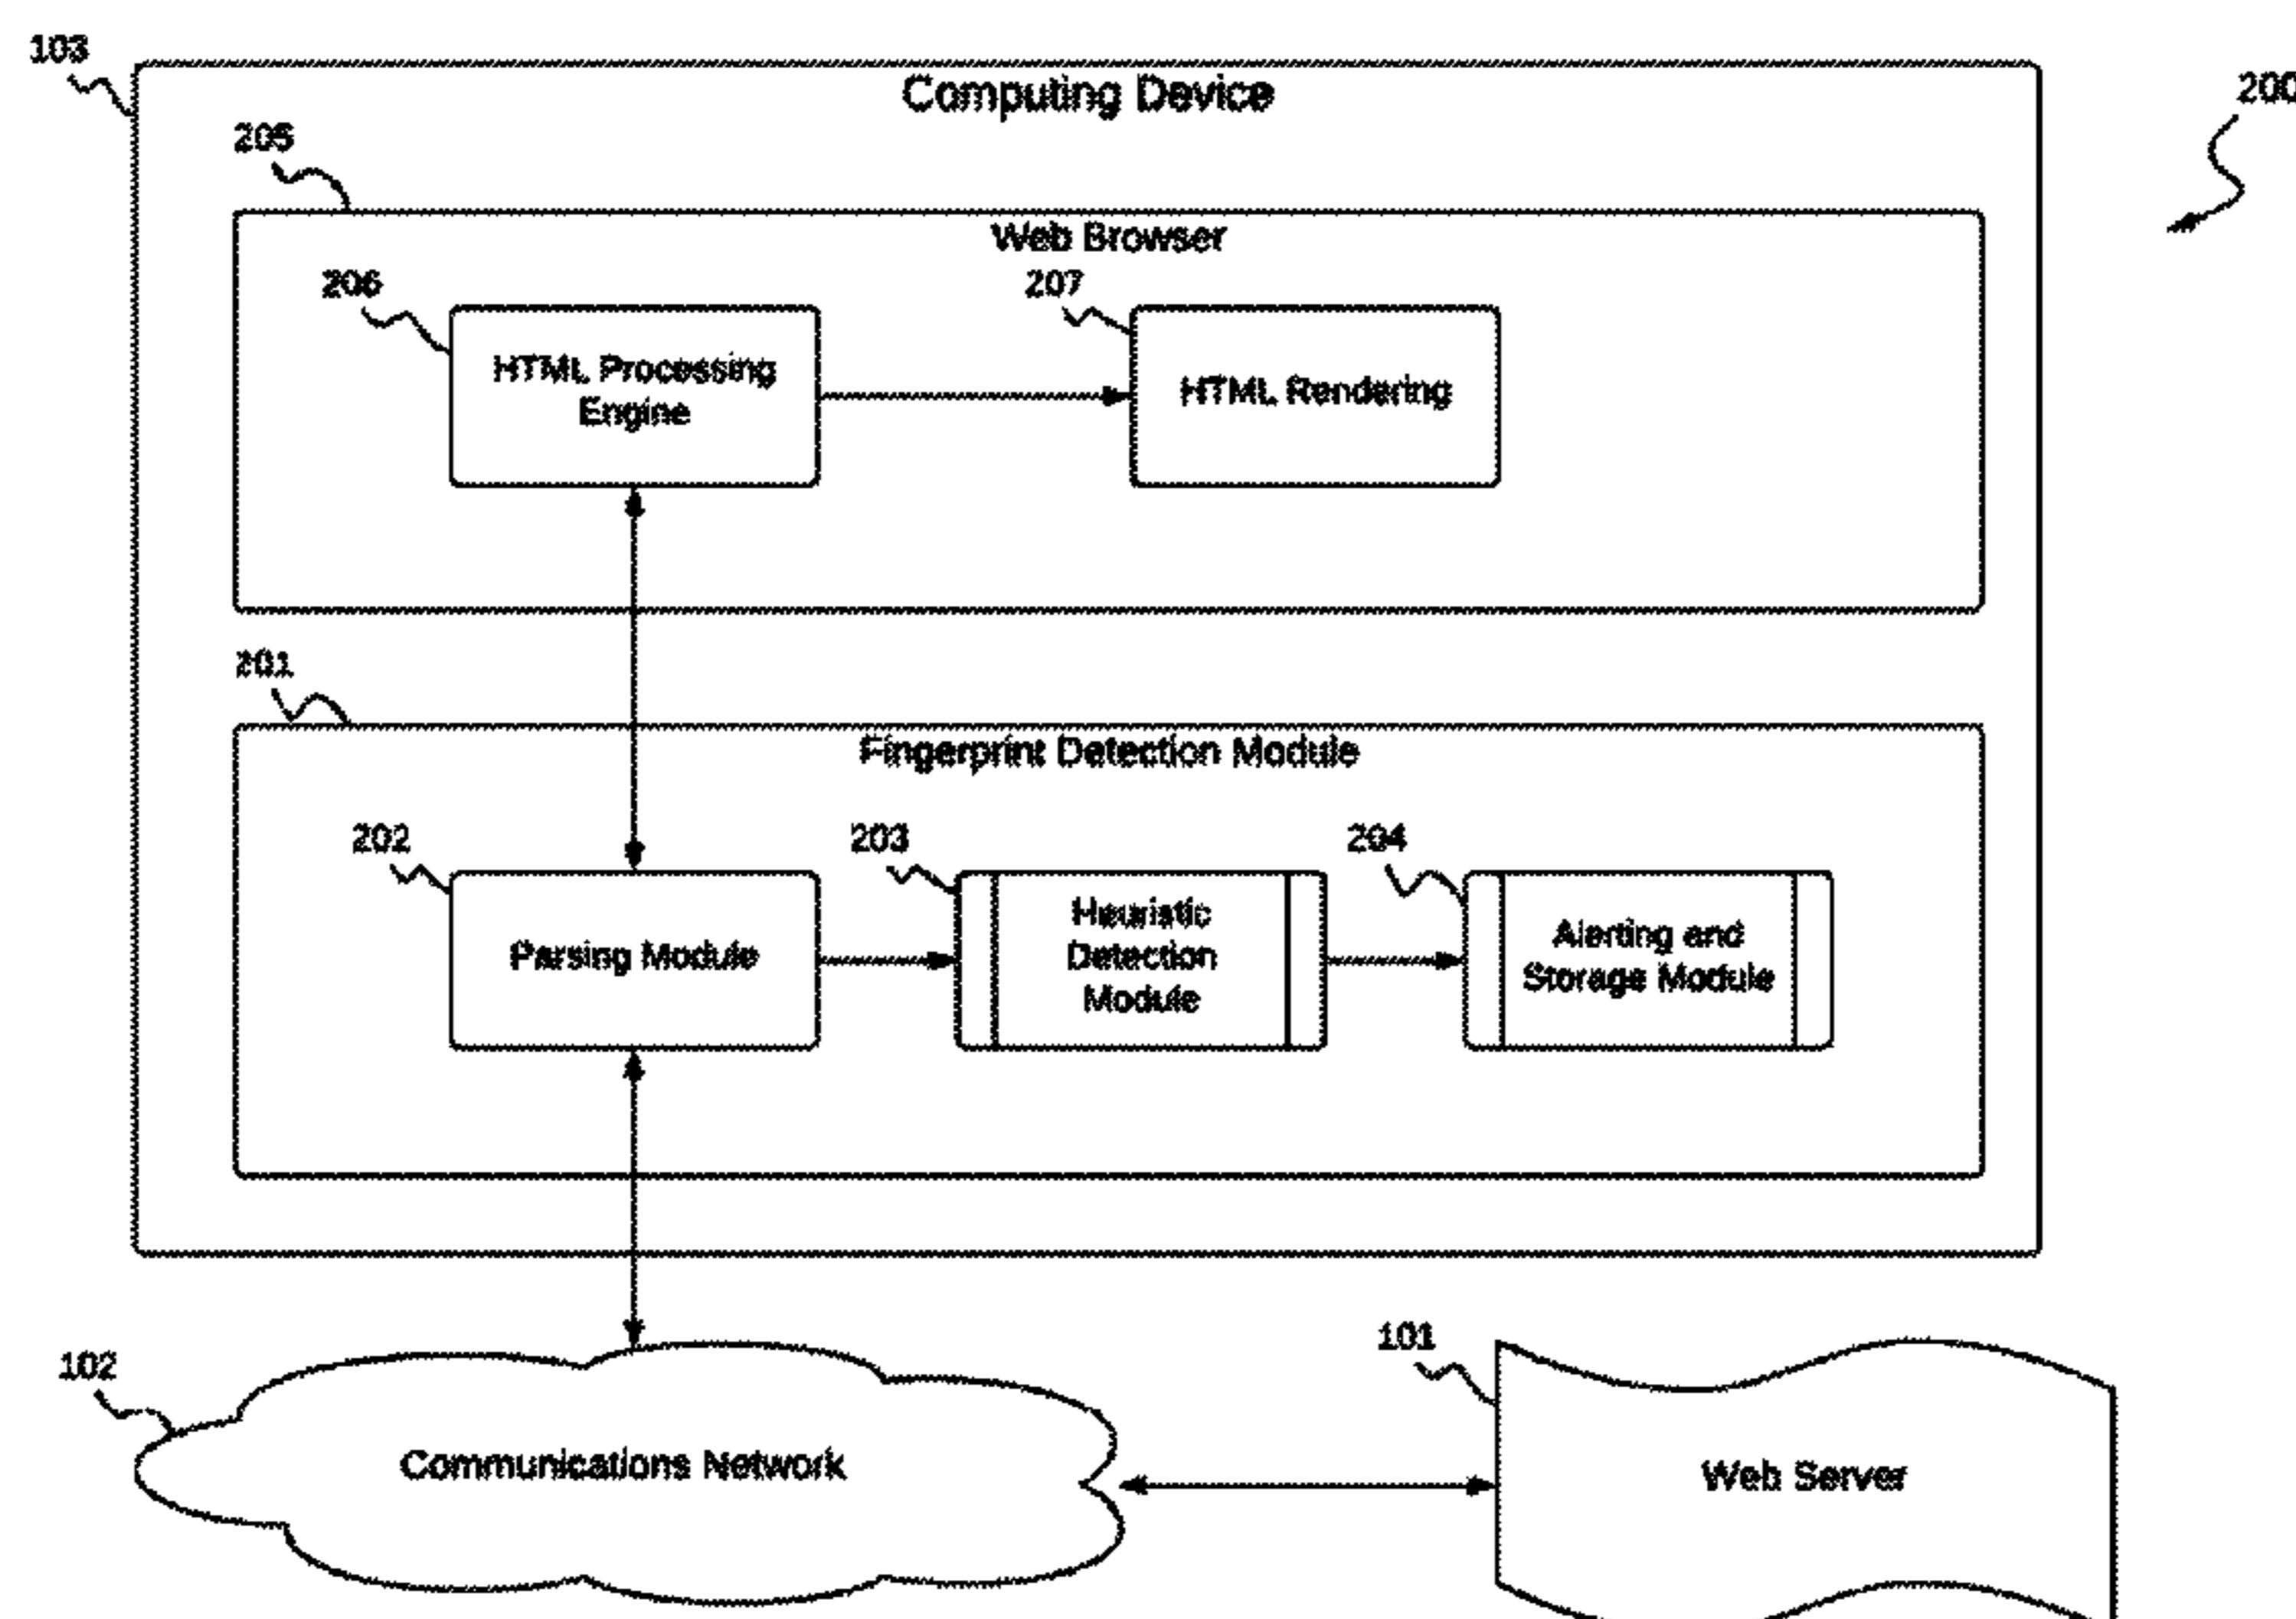 103
Computing Device
200
205
Web Browser
206
207
HTML Processing
Engine
HTML Rendering
201
Fingerprint Detection Module
202
203
204
Parsing Module
Heuristic
Detection
Module
Alerting and
Storage Module
102
101
Communications Network
Web Server